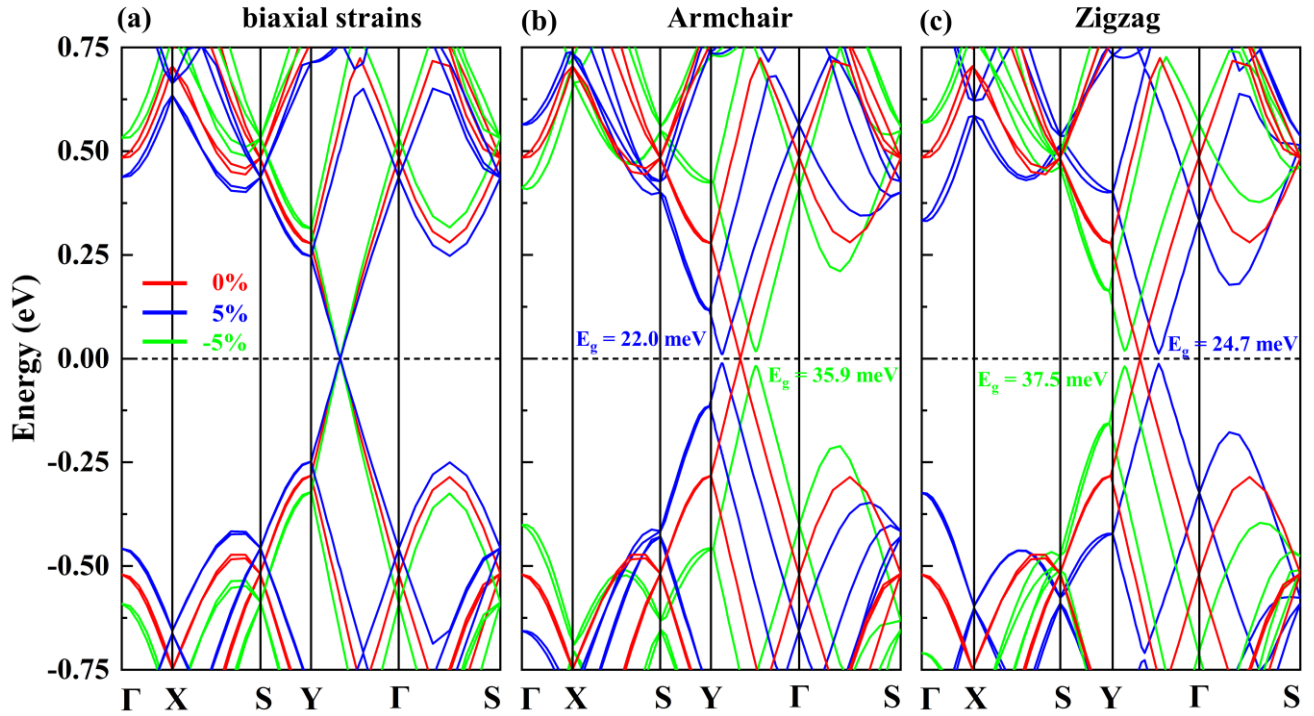 (a) biaxial strains (b) Armchair (c) Zigzag
0.75
0.50
0.25
0.00
-0.25
-0.50
-0.75
Energy (eV)
0%
5%
-5%
E_g = 22.0 meV
E_g = 35.9 meV
E_g = 24.7 meV
E_g = 37.5 meV
Γ X S Y Γ S Γ X S Y Γ S Γ X S Y Γ S